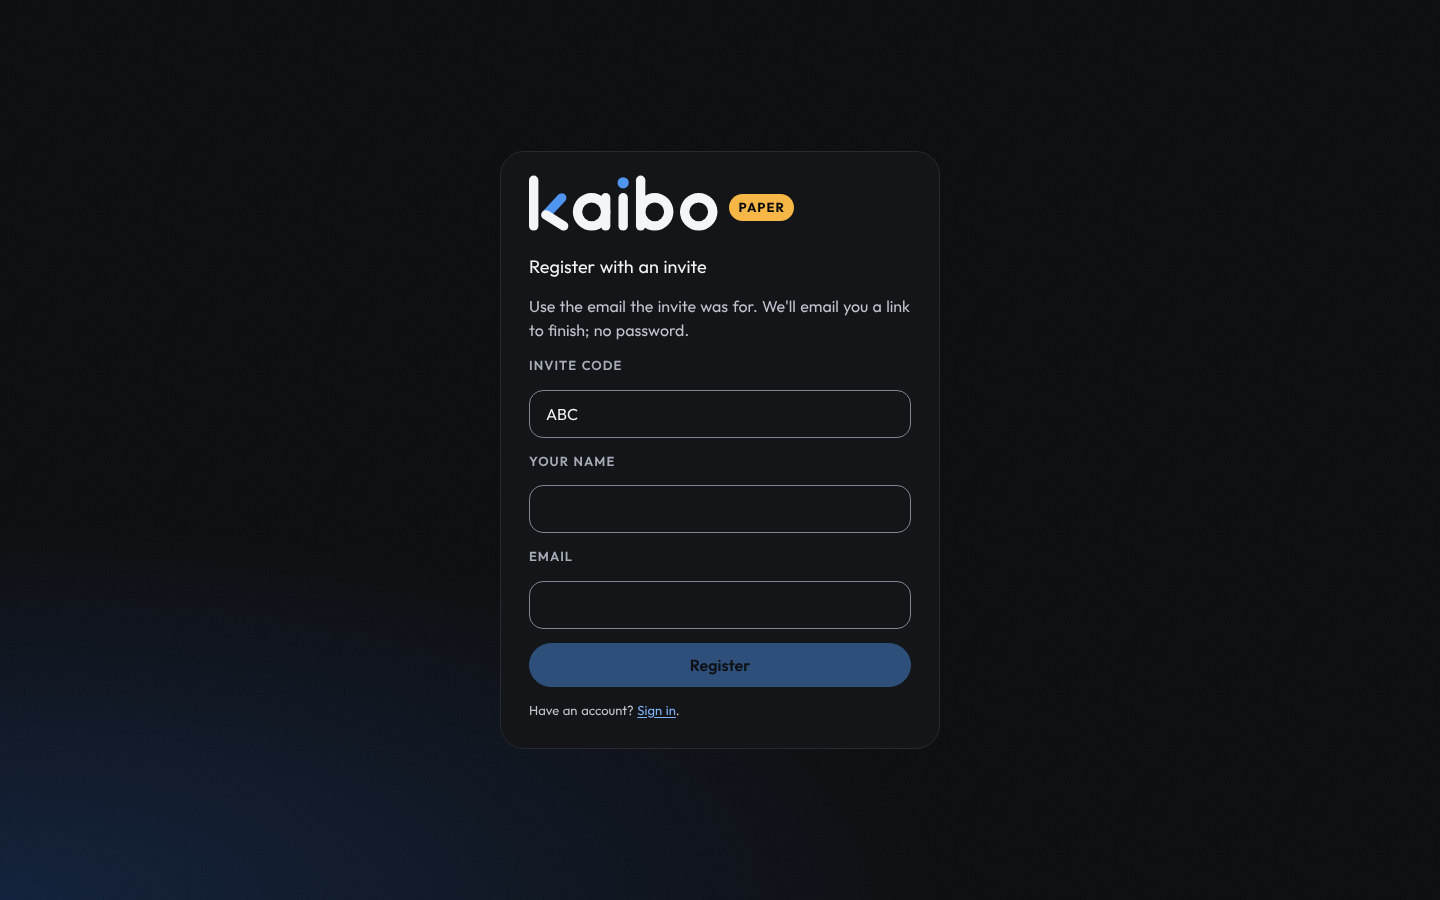 kaibo PAPER
Register with an invite
Use the email the invite was for. We'll email you a link
to finish; no password.
INVITE CODE
ABC
YOUR NAME
EMAIL
Register
Have an account? Sign in.